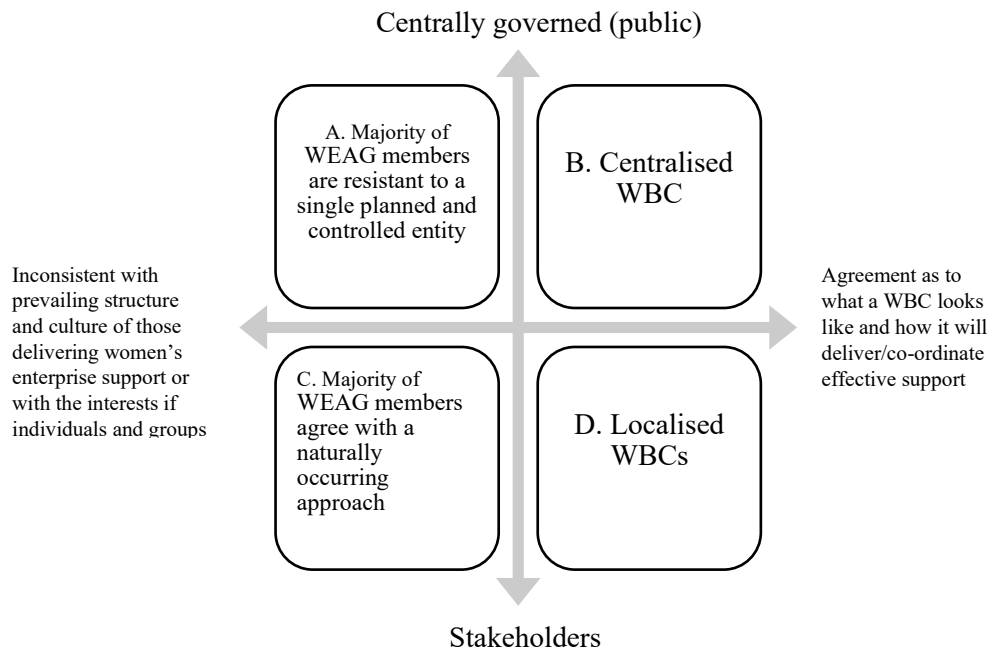 Centrally governed (public)
A. Majority of
WEAG members
are resistant to a
single planned and
controlled entity
B. Centralised
WBC
Inconsistent with
prevailing structure
and culture of those
delivering women’s
enterprise support or
with the interests if
individuals and groups
Agreement as to
what a WBC looks
like and how it will
deliver/co-ordinate
effective support
C. Majority of
WEAG members
agree with a
naturally
occurring
approach
D. Localised
WBCs
Stakeholders